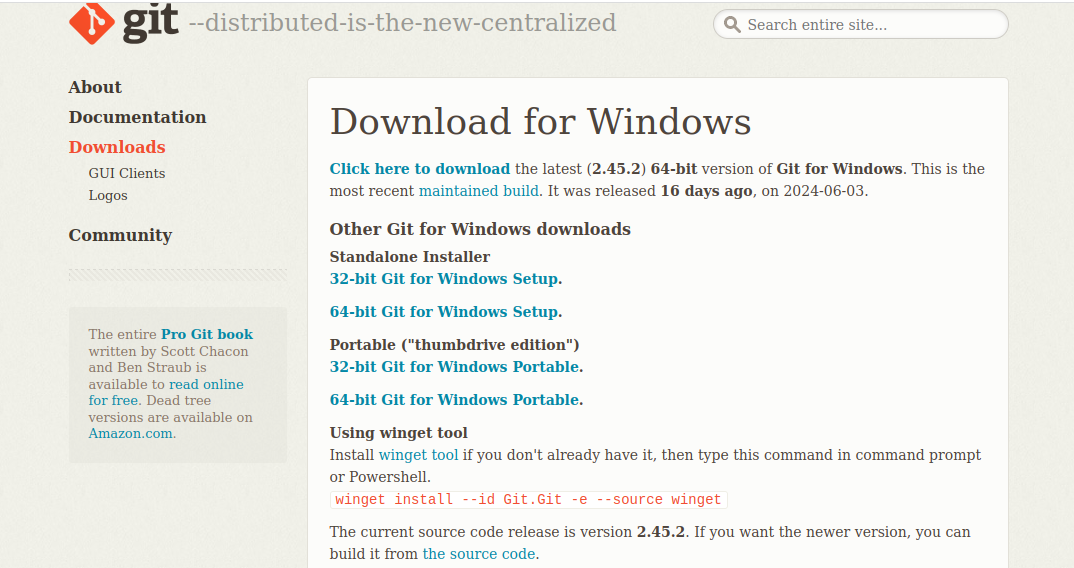 git --distributed-is-the-new-centralized
Search entire site...
About
Documentation
Downloads
GUI Clients
Logos
Community
The entire Pro Git book
written by Scott Chacon
and Ben Straub is
available to read online
for free. Dead tree
versions are available on
Amazon.com.
Download for Windows
Click here to download the latest (2.45.2) 64-bit version of Git for Windows. This is the
most recent maintained build. It was released 16 days ago, on 2024-06-03.
Other Git for Windows downloads
Standalone Installer
32-bit Git for Windows Setup.
64-bit Git for Windows Setup.
Portable ("thumbdrive edition")
32-bit Git for Windows Portable.
64-bit Git for Windows Portable.
Using winget tool
Install winget tool if you don't already have it, then type this command in command prompt
or Powershell.
winget install --id Git.Git -e --source winget
The current source code release is version 2.45.2. If you want the newer version, you can
build it from the source code.